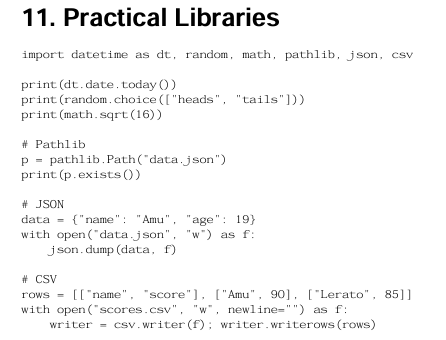 11. Practical Libraries
import datetime as dt, random, math, pathlib, json, csv
print(dt.date.today())
print(random.choice(["heads", "tails"]))
print(math.sqrt(16))
# Pathlib
p = pathlib.Path("data.json")
print(p.exists())
# JSON
data = {"name": "Amu", "age": 19}
with open("data.json", "w") as f:
    json.dump(data, f)
# CSV
rows = [["name", "score"], ["Amu", 90], ["Lerato", 85]]
with open("scores.csv", "w", newline="") as f:
    writer = csv.writer(f); writer.writerows(rows)